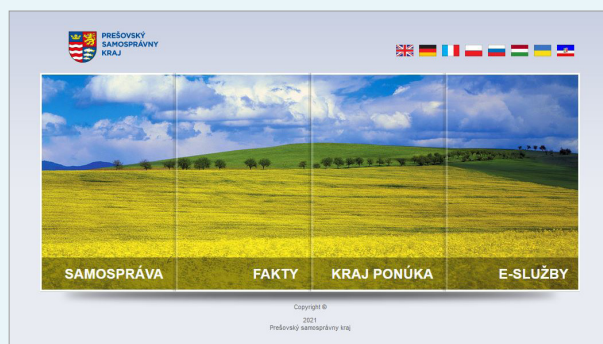 PREŠOVSKÝ
SAMOSPRÁVNY
KRAJ
SAMOSPRÁVA
FAKTY
KRAJ PONÚKA
E-SLUŽBY
Copyright ©
2021
Prešovský samosprávny kraj